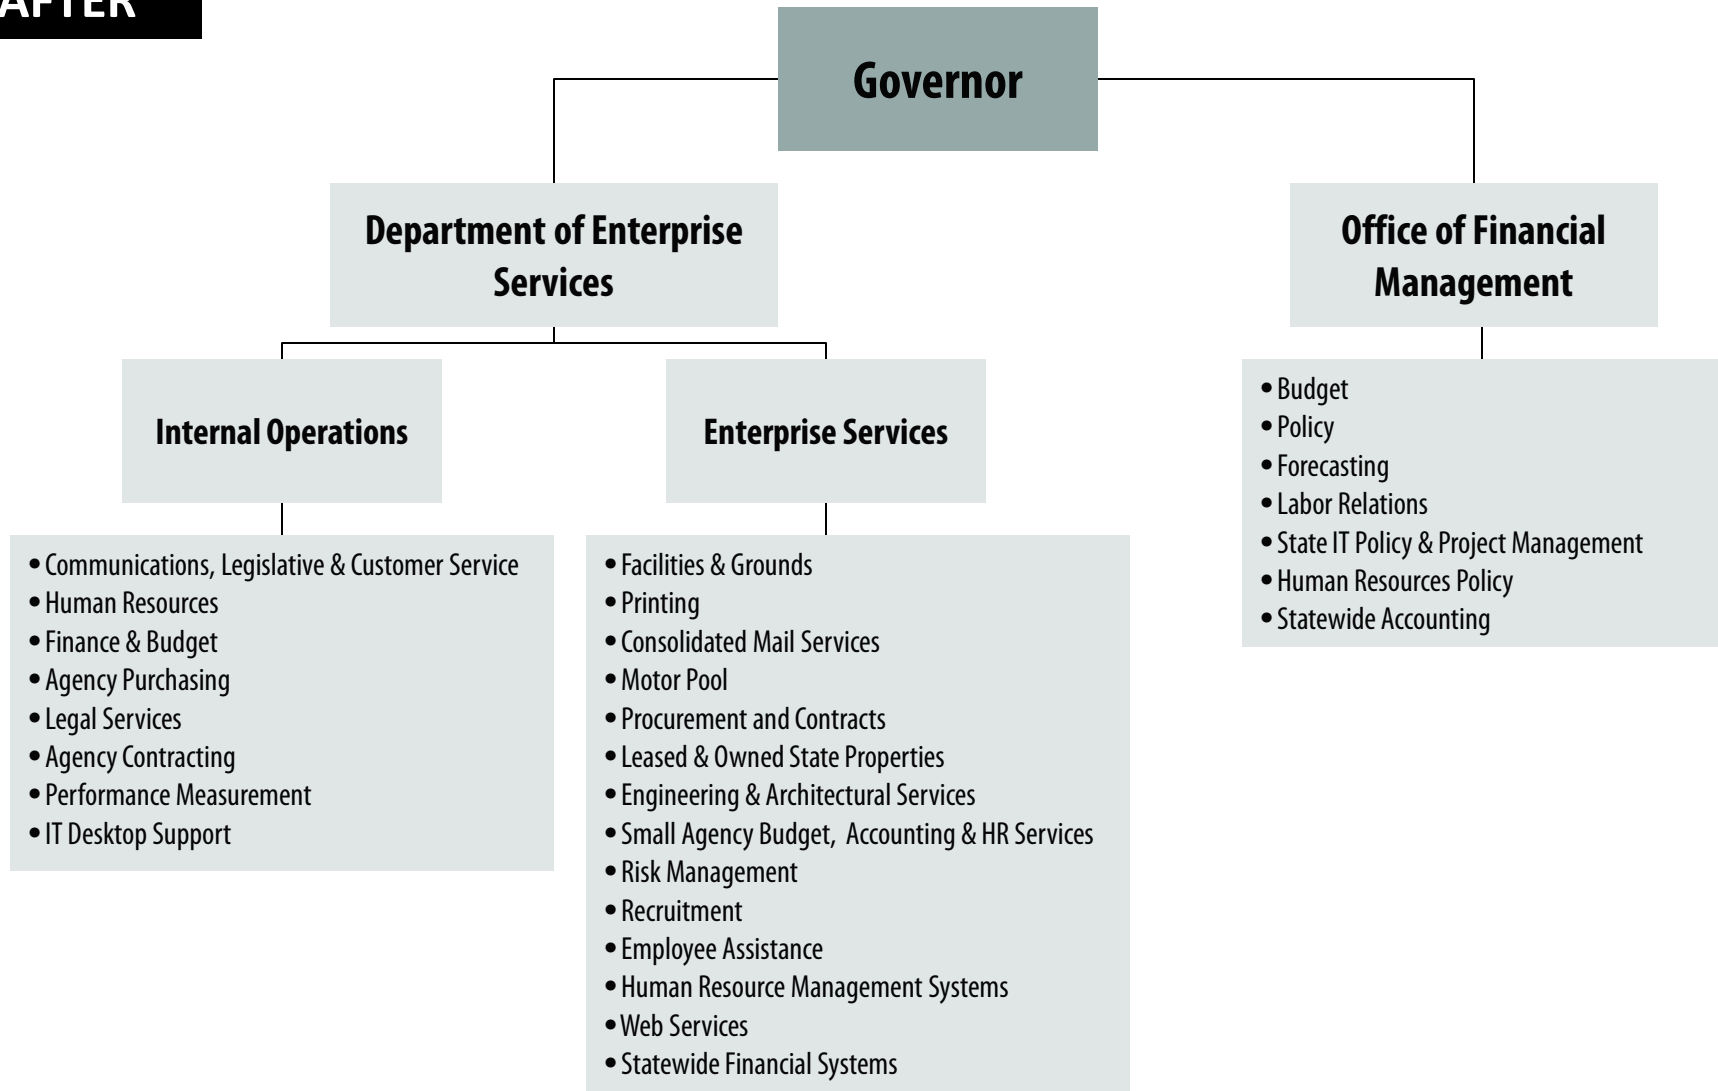 AFTER
Governor
Department of Enterprise
Services
Office of Financial
Management
Internal Operations
Enterprise Services
• Budget
• Policy
• Forecasting
• Labor Relations
• State IT Policy & Project Management
• Human Resources Policy
• Statewide Accounting
• Communications, Legislative & Customer Service
• Human Resources
• Finance & Budget
• Agency Purchasing
• Legal Services
• Agency Contracting
• Performance Measurement
• IT Desktop Support
• Facilities & Grounds
• Printing
• Consolidated Mail Services
• Motor Pool
• Procurement and Contracts
• Leased & Owned State Properties
• Engineering & Architectural Services
• Small Agency Budget,  Accounting & HR Services
• Risk Management
• Recruitment
• Employee Assistance
• Human Resource Management Systems
• Web Services
• Statewide Financial Systems